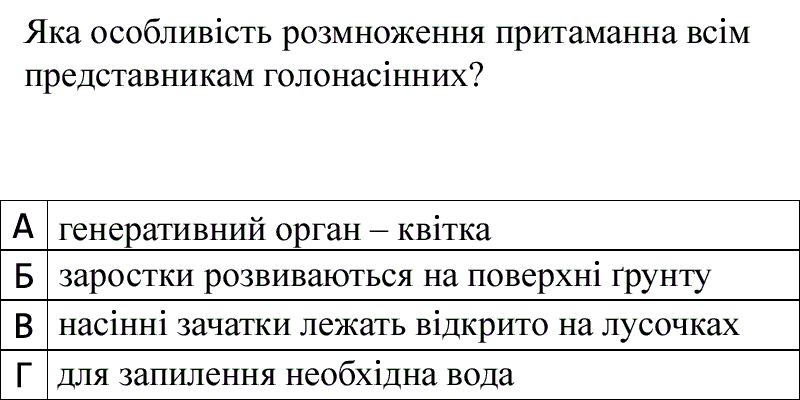 Яка особливість розмноження притаманна всім
представникам голонасінних?
А генеративний орган – квітка
Б заростки розвиваються на поверхні ґрунту
В насінні зачатки лежать відкрито на лусочках
Г для запилення необхідна вода